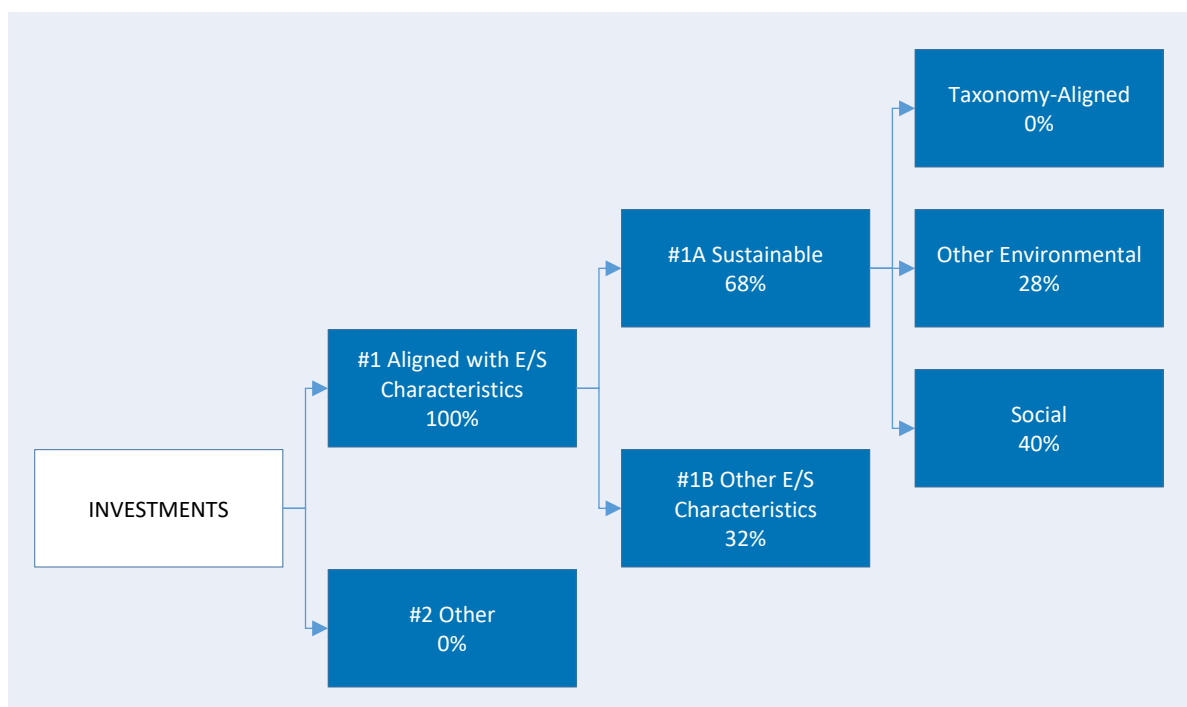 Taxonomy-Aligned
0%
#1A Sustainable
68%
Other Environmental
28%
#1 Aligned with E/S
Characteristics
100%
Social
40%
INVESTMENTS
#1B Other E/S
Characteristics
32%
#2 Other
0%